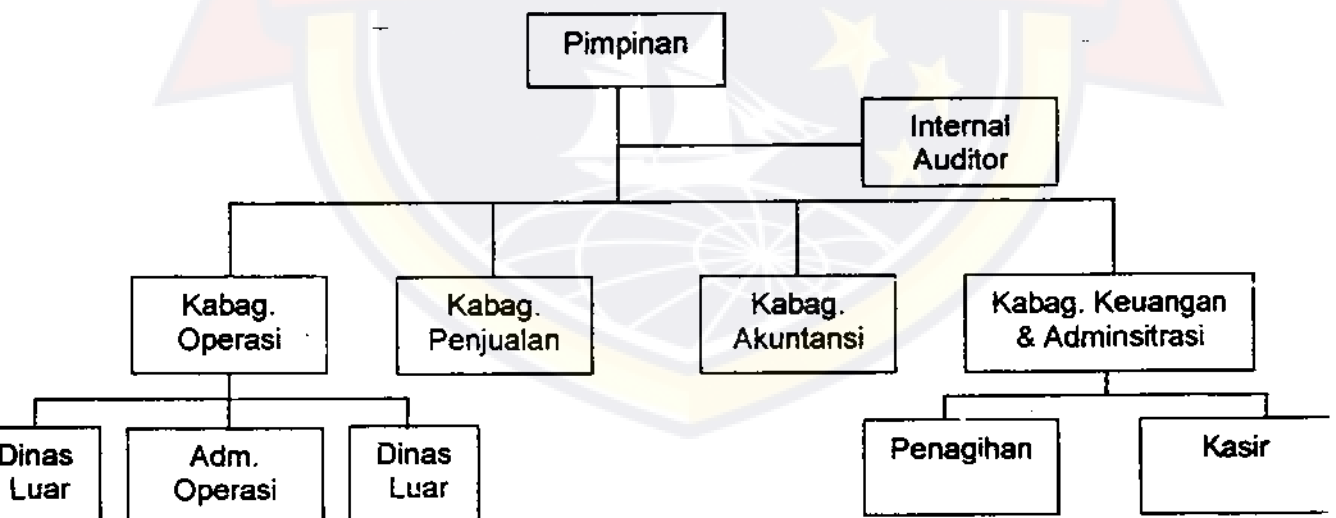 Pimpinan
Internal
Auditor
Kabag.
Operasi
Kabag.
Penjualan
Kabag.
Akuntansi
Kabag. Keuangan
& Adminsitrasi
Dinas
Luar
Adm.
Operasi
Dinas
Luar
Penagihan
Kasir